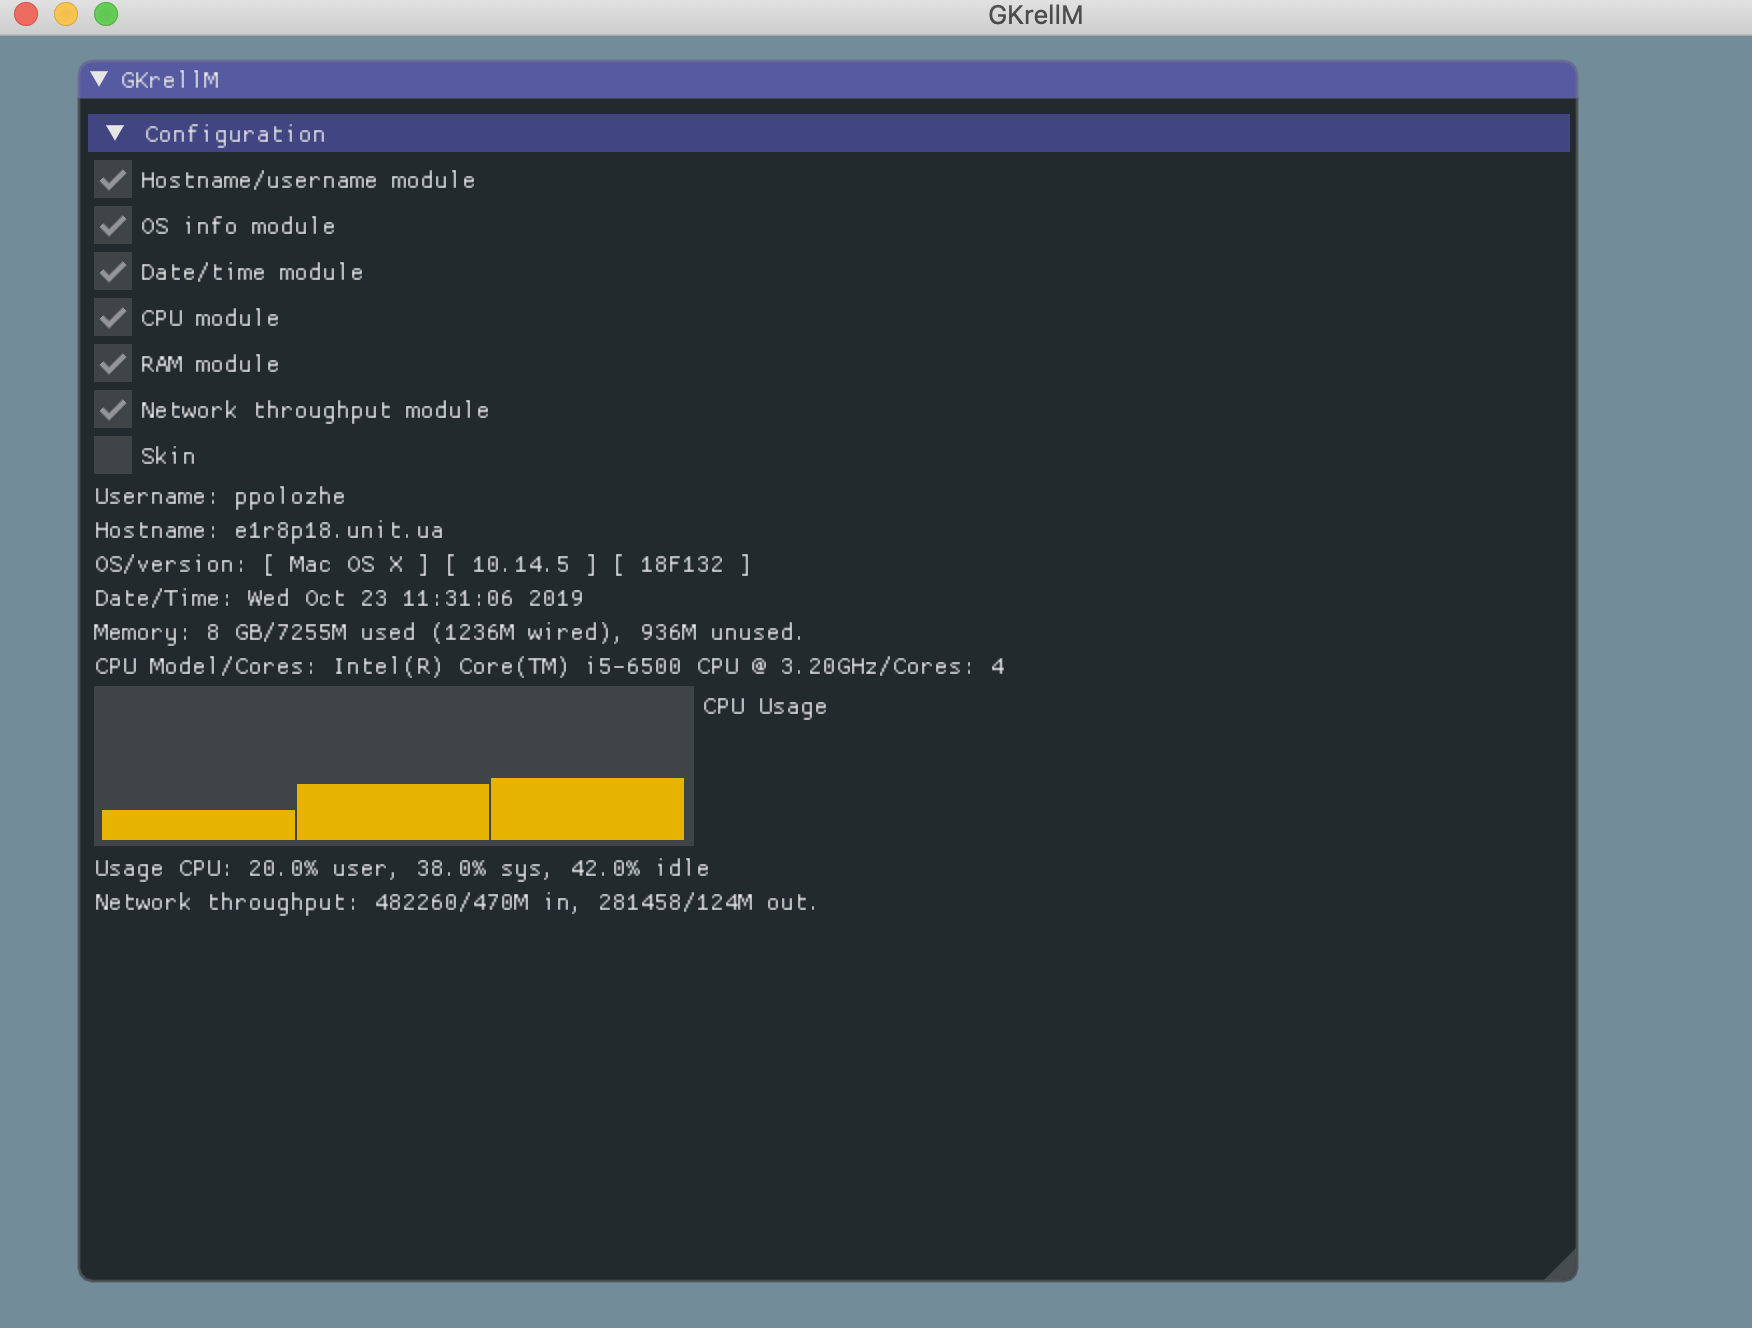 GKrellM
GKrellM
Configuration
Hostname/username module
OS info module
Date/time module
CPU module
RAM module
Network throughput module
Skin
Username: ppolozhe
Hostname: e1r8p18.unit.ua
OS/version: [ Mac OS X ] [ 10.14.5 ] [ 18F132 ]
Date/Time: Wed Oct 23 11:31:06 2019
Memory: 8 GB/7255M used (1236M wired), 936M unused.
CPU Model/Cores: Intel(R) Core(TM) i5-6500 CPU @ 3.20GHz/Cores: 4
CPU Usage
Usage CPU: 20.0% user, 38.0% sys, 42.0% idle
Network throughput: 482260/470M in, 281458/124M out.